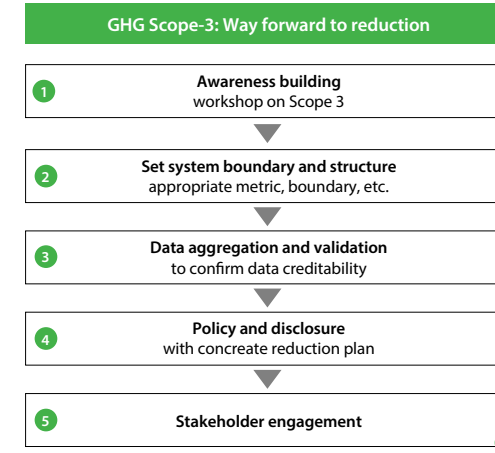 GHG Scope-3: Way forward to reduction
1
Awareness building
workshop on Scope 3
2
Set system boundary and structure
appropriate metric, boundary, etc.
3
Data aggregation and validation
to confirm data creditability
4
Policy and disclosure
with concreate reduction plan
5
Stakeholder engagement